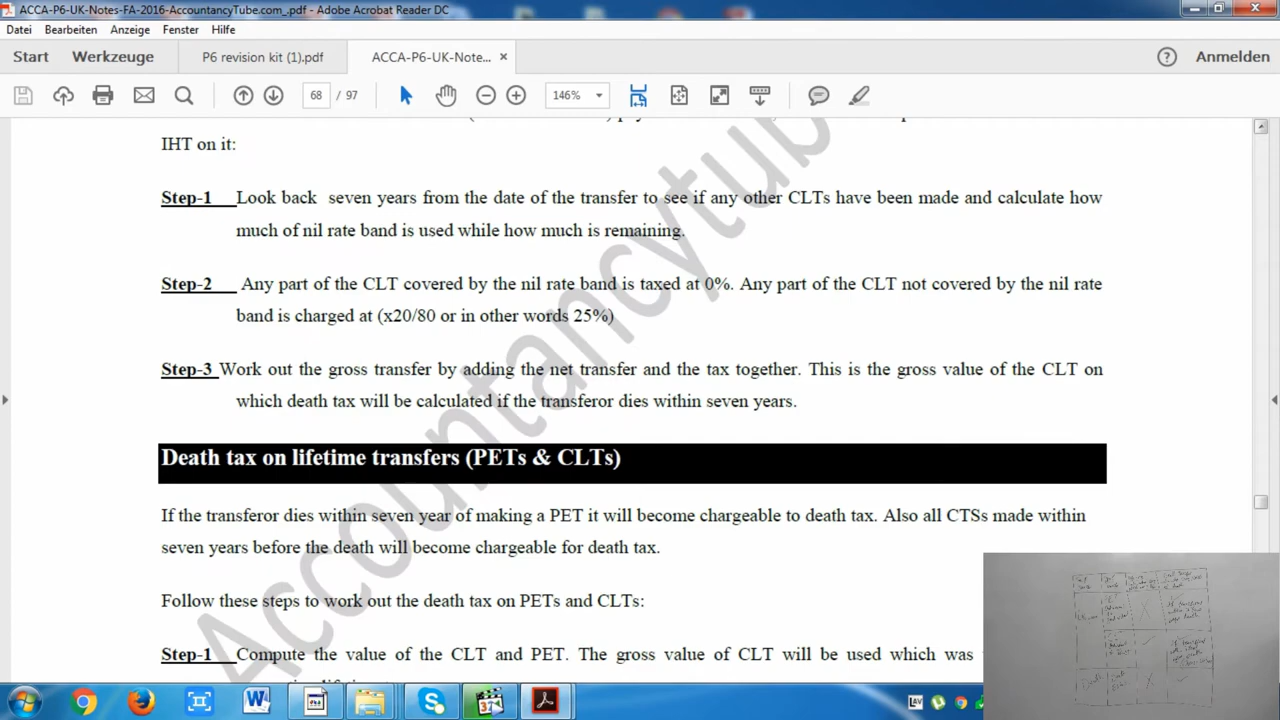 ACCA-P6-UK-Notes-FA-2016-AccountancyTube.com_.pdf - Adobe Acrobat Reader DC
Datei Bearbeiten Anzeige Fenster Hilfe
Start Werkzeuge P6 revision kit (1).pdf ACCA-P6-UK-Note... × ? Anmelden
68 / 97 146%
IHT on it:
Step-1 Look back seven years from the date of the transfer to see if any other CLTs have been made and calculate how
much of nil rate band is used while how much is remaining.
Step-2 Any part of the CLT covered by the nil rate band is taxed at 0%. Any part of the CLT not covered by the nil rate
band is charged at (x20/80 or in other words 25%)
Step-3 Work out the gross transfer by adding the net transfer and the tax together. This is the gross value of the CLT on
which death tax will be calculated if the transferor dies within seven years.
Death tax on lifetime transfers (PETs & CLTs)
If the transferor dies within seven year of making a PET it will become chargeable to death tax. Also all CTSs made within
seven years before the death will become chargeable for death tax.
Follow these steps to work out the death tax on PETs and CLTs:
Step-1 Compute the value of the CLT and PET. The gross value of CLT will be used which was
Accountancytub
Death
LAV